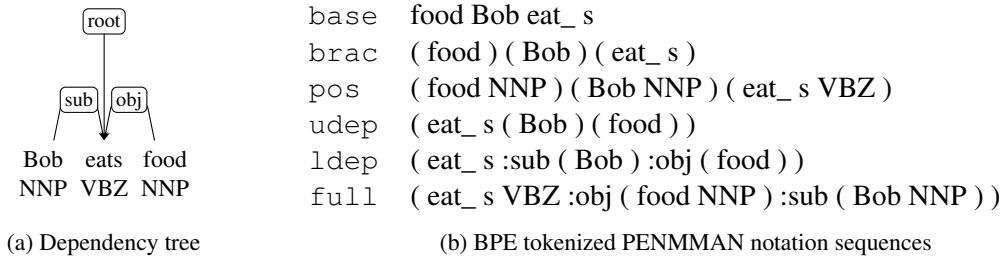 root
sub obj
Bob eats food
NNP VBZ NNP
(a) Dependency tree
base food Bob eat_ s
brac ( food ) ( Bob ) ( eat_ s )
pos ( food NNP ) ( Bob NNP ) ( eat_ s VBZ )
udep ( eat_ s ( Bob ) ( food ) )
ldep ( eat_ s :sub ( Bob ) :obj ( food ) )
full ( eat_ s VBZ :obj ( food NNP ) :sub ( Bob NNP ) )
(b) BPE tokenized PENMMAN notation sequences